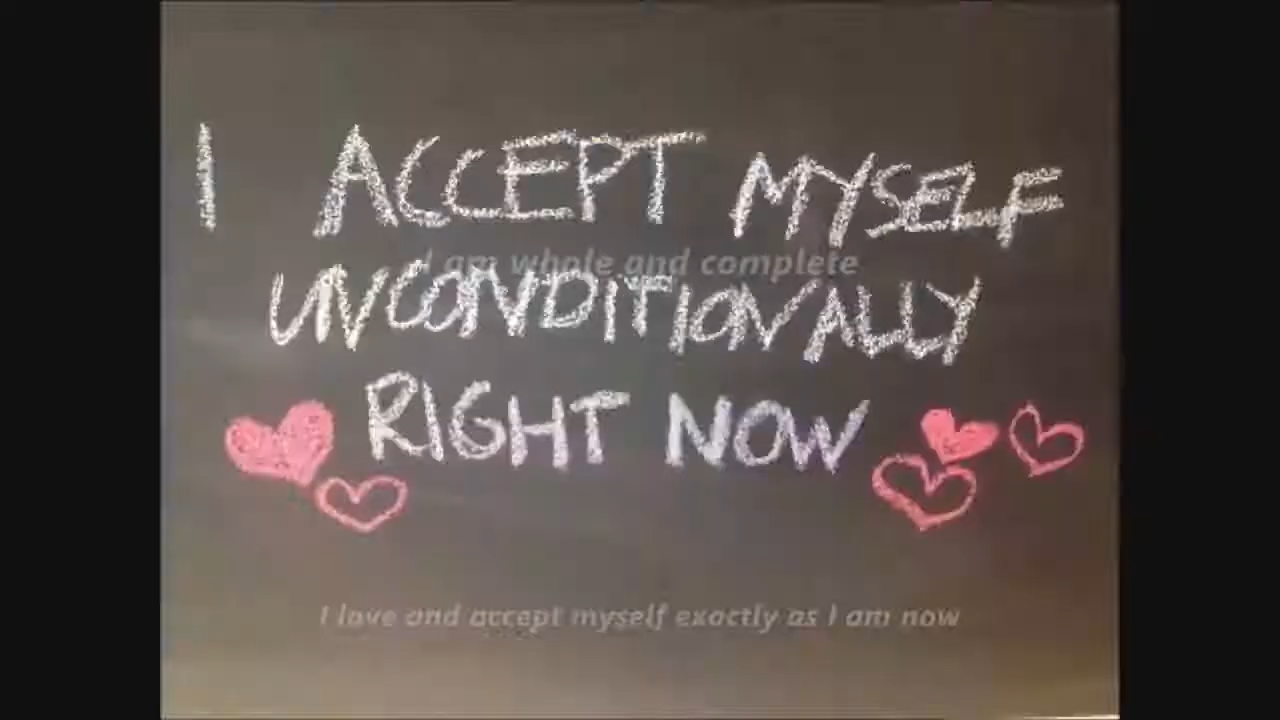 I ACCEPT MYSELF
I am whole and complete
UNCONDITIONALLY
RIGHT NOW
I love and accept myself exactly as I am now